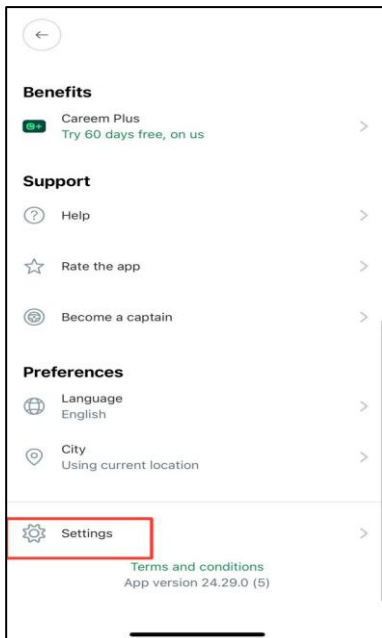 Benefits
Careem Plus
Try 60 days free, on us
Support
Help
Rate the app
Become a captain
Preferences
Language
English
City
Using current location
Settings
Terms and conditions
App version 24.29.0 (5)